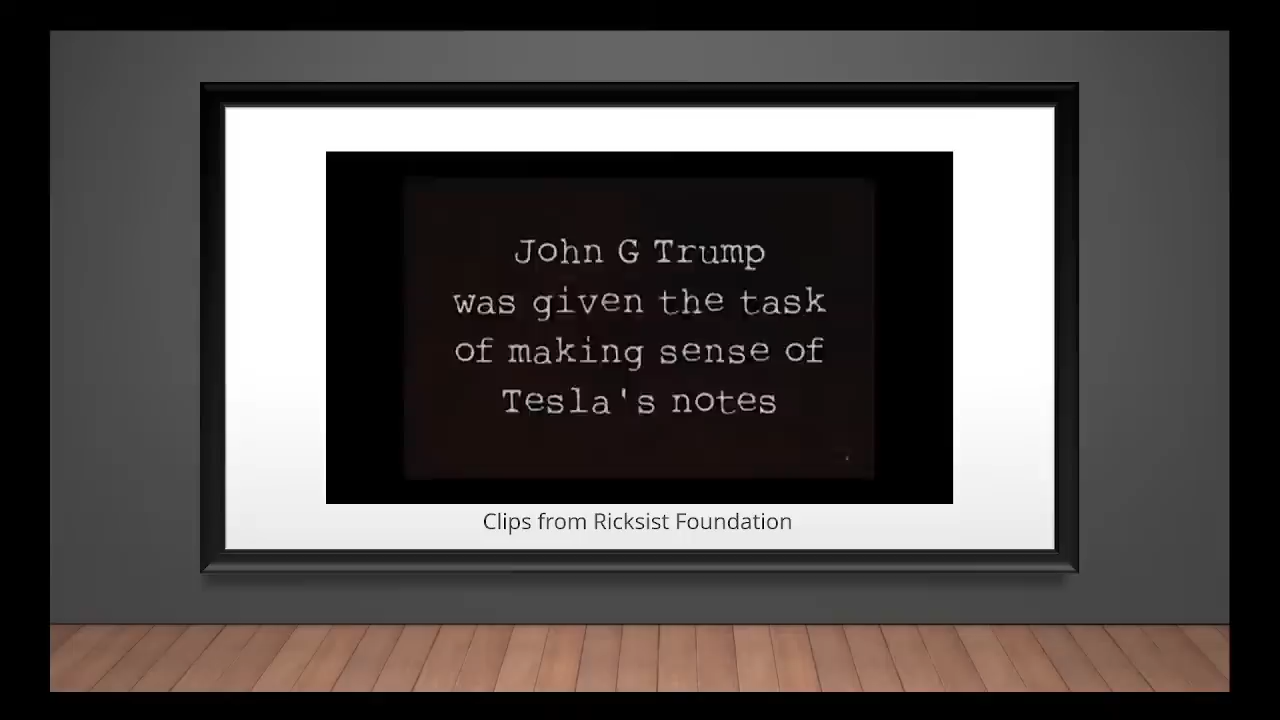 John G Trump
was given the task
of making sense of
Tesla's notes
Clips from Ricksist Foundation